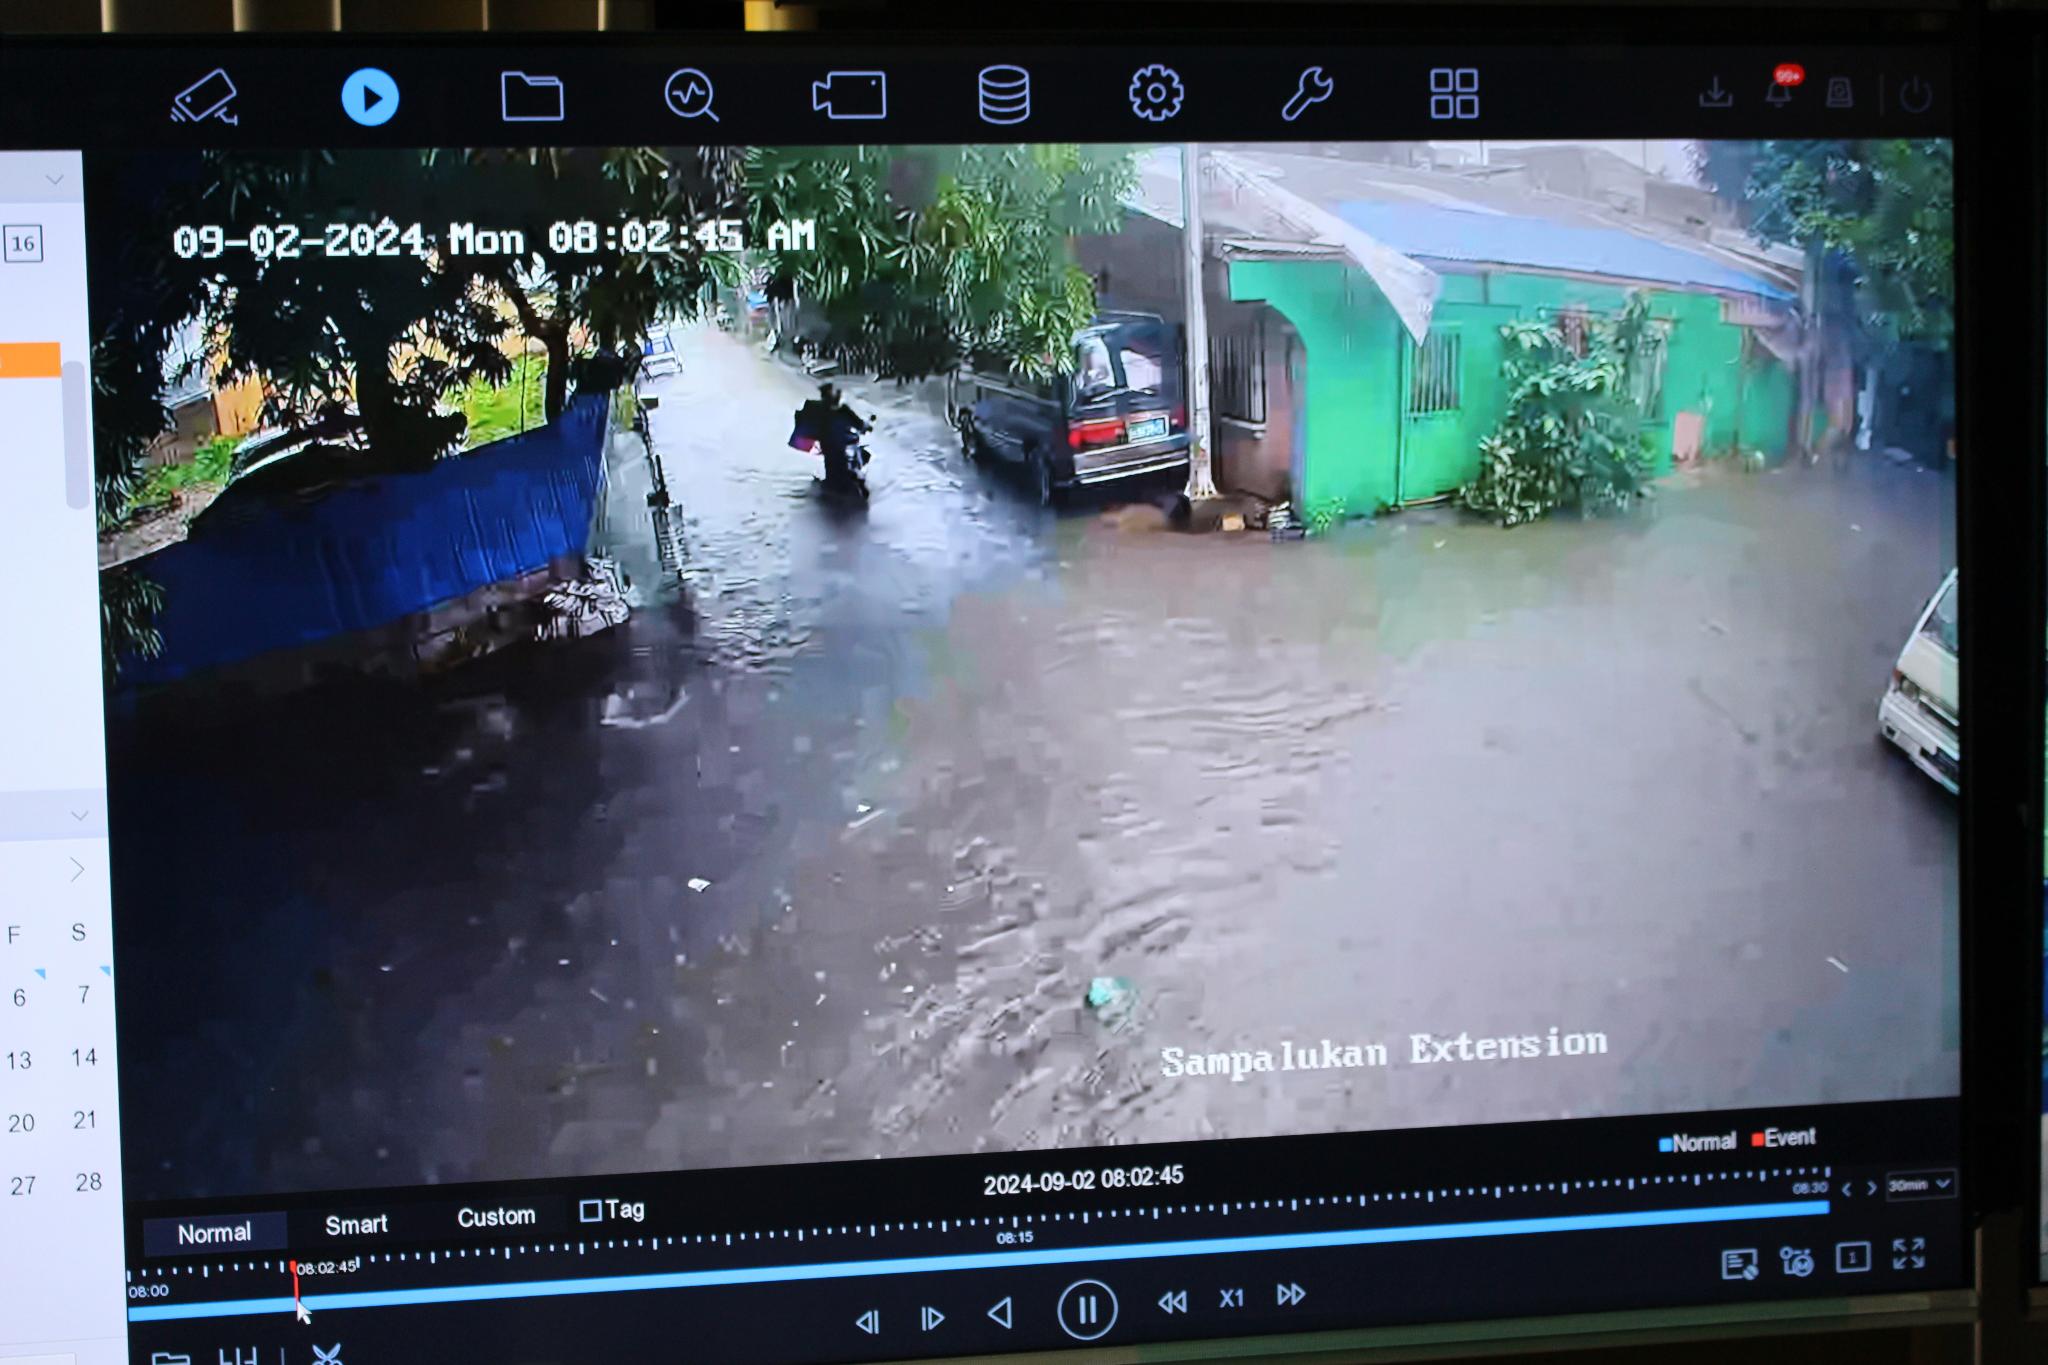 99+
16
09-02-2024 Mon 08:02:45 AM
F S
6 7
13 14
20 21
27 28
Sampalukan Extension
Normal Event
2024-09-02 08:02:45
Normal Smart Custom Tag
08:00 08:02:45 08:15 08:30 30min
X1
1